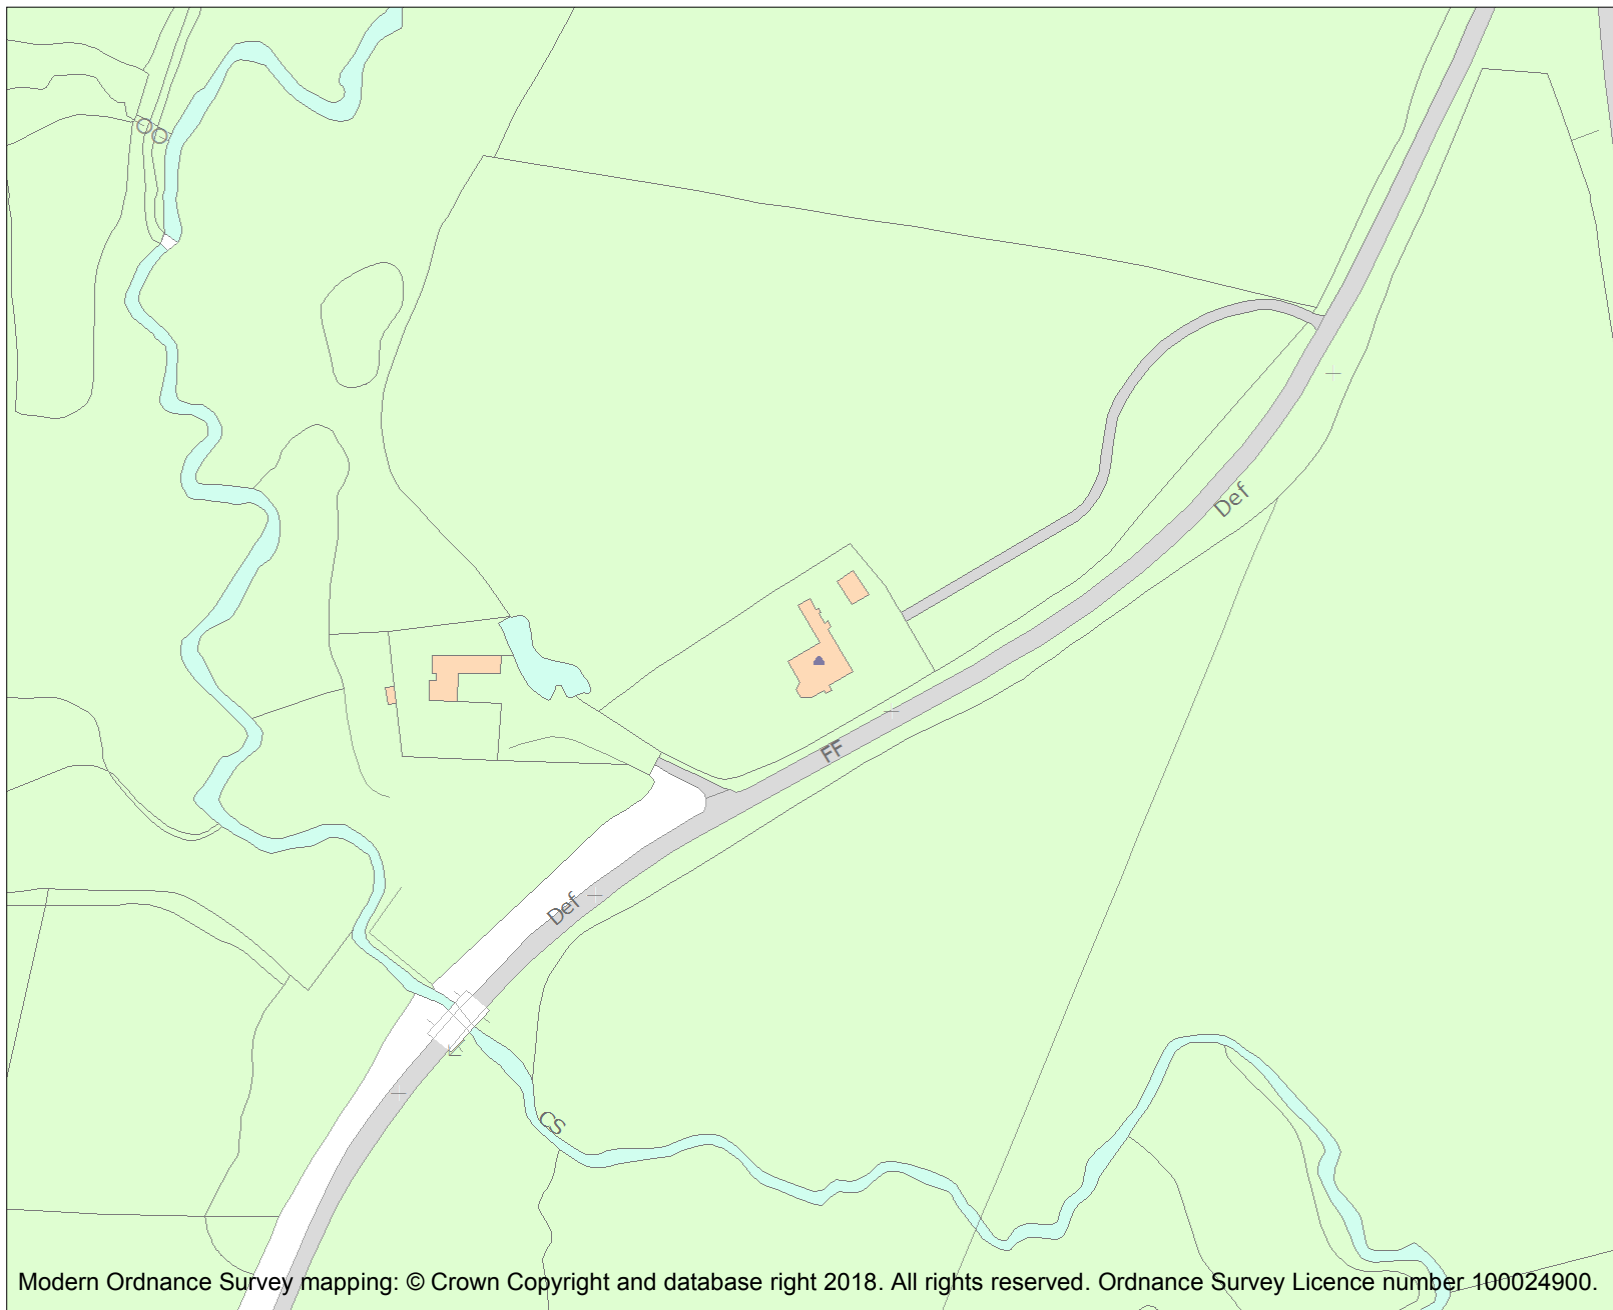 OO
Def
FF
Def
CS
Modern Ordnance Survey mapping: © Crown Copyright and database right 2018. All rights reserved. Ordnance Survey Licence number 100024900.